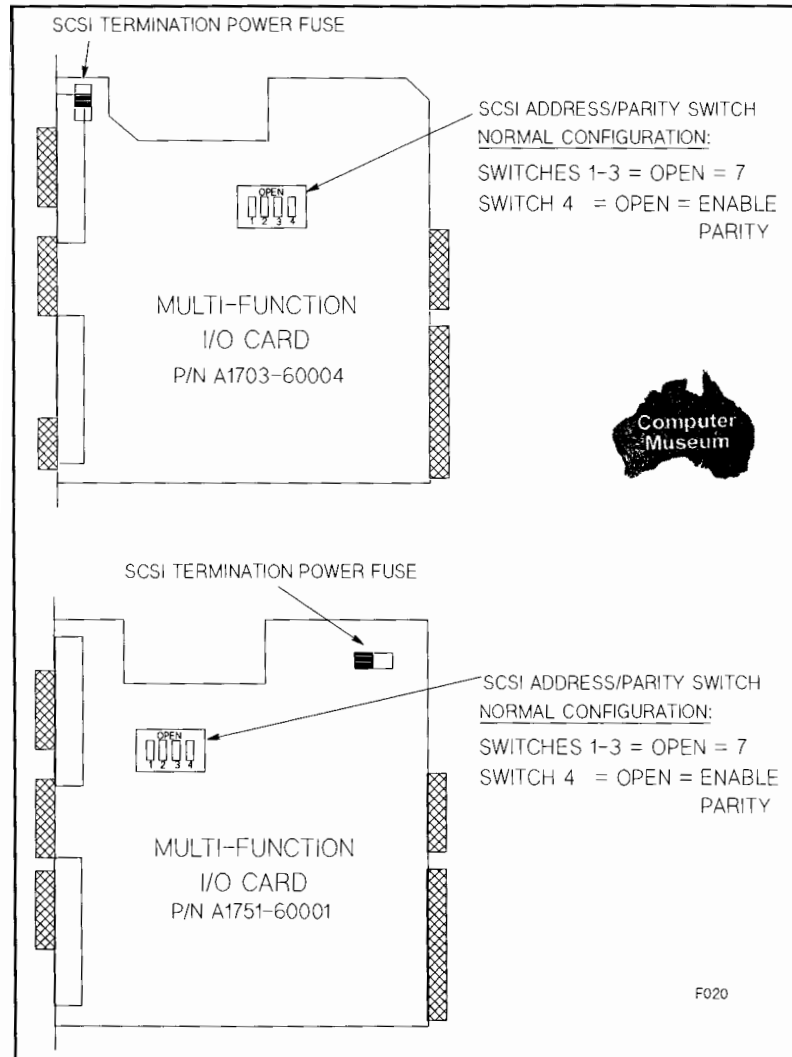 SCSI TERMINATION POWER FUSE
SCSI ADDRESS/PARITY SWITCH
NORMAL CONFIGURATION:
SWITCHES 1-3 = OPEN = 7
SWITCH 4 = OPEN = ENABLE
PARITY
OPEN
1 2 3 4
MULTI-FUNCTION
I/O CARD
P/N A1703-60004
Computer
Museum
SCSI TERMINATION POWER FUSE
SCSI ADDRESS/PARITY SWITCH
NORMAL CONFIGURATION:
SWITCHES 1-3 = OPEN = 7
SWITCH 4 = OPEN = ENABLE
PARITY
OPEN
1 2 3 4
MULTI-FUNCTION
I/O CARD
P/N A1751-60001
F020